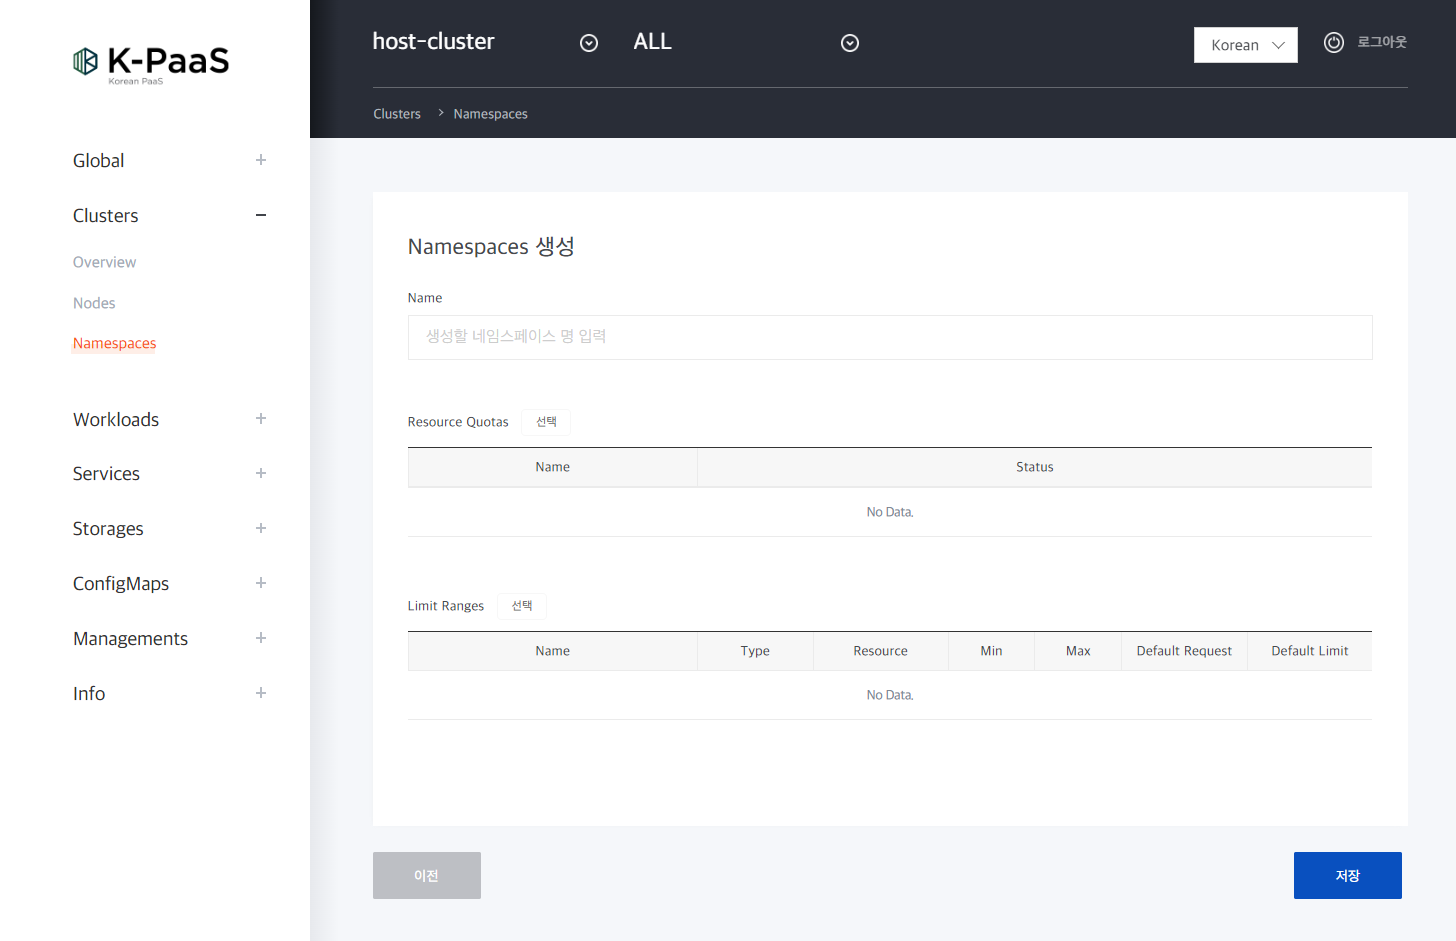 K-PaaS
Korean PaaS
Global
Clusters
Overview
Nodes
Namespaces
Workloads
Services
Storages
ConfigMaps
Managements
Info
host-cluster ALL Korean 로그아웃
Clusters > Namespaces
Namespaces 생성
Name
생성할 네임스페이스 명 입력
Resource Quotas 선택
Name Status
No Data.
Limit Ranges 선택
Name Type Resource Min Max Default Request Default Limit
No Data.
이전 저장